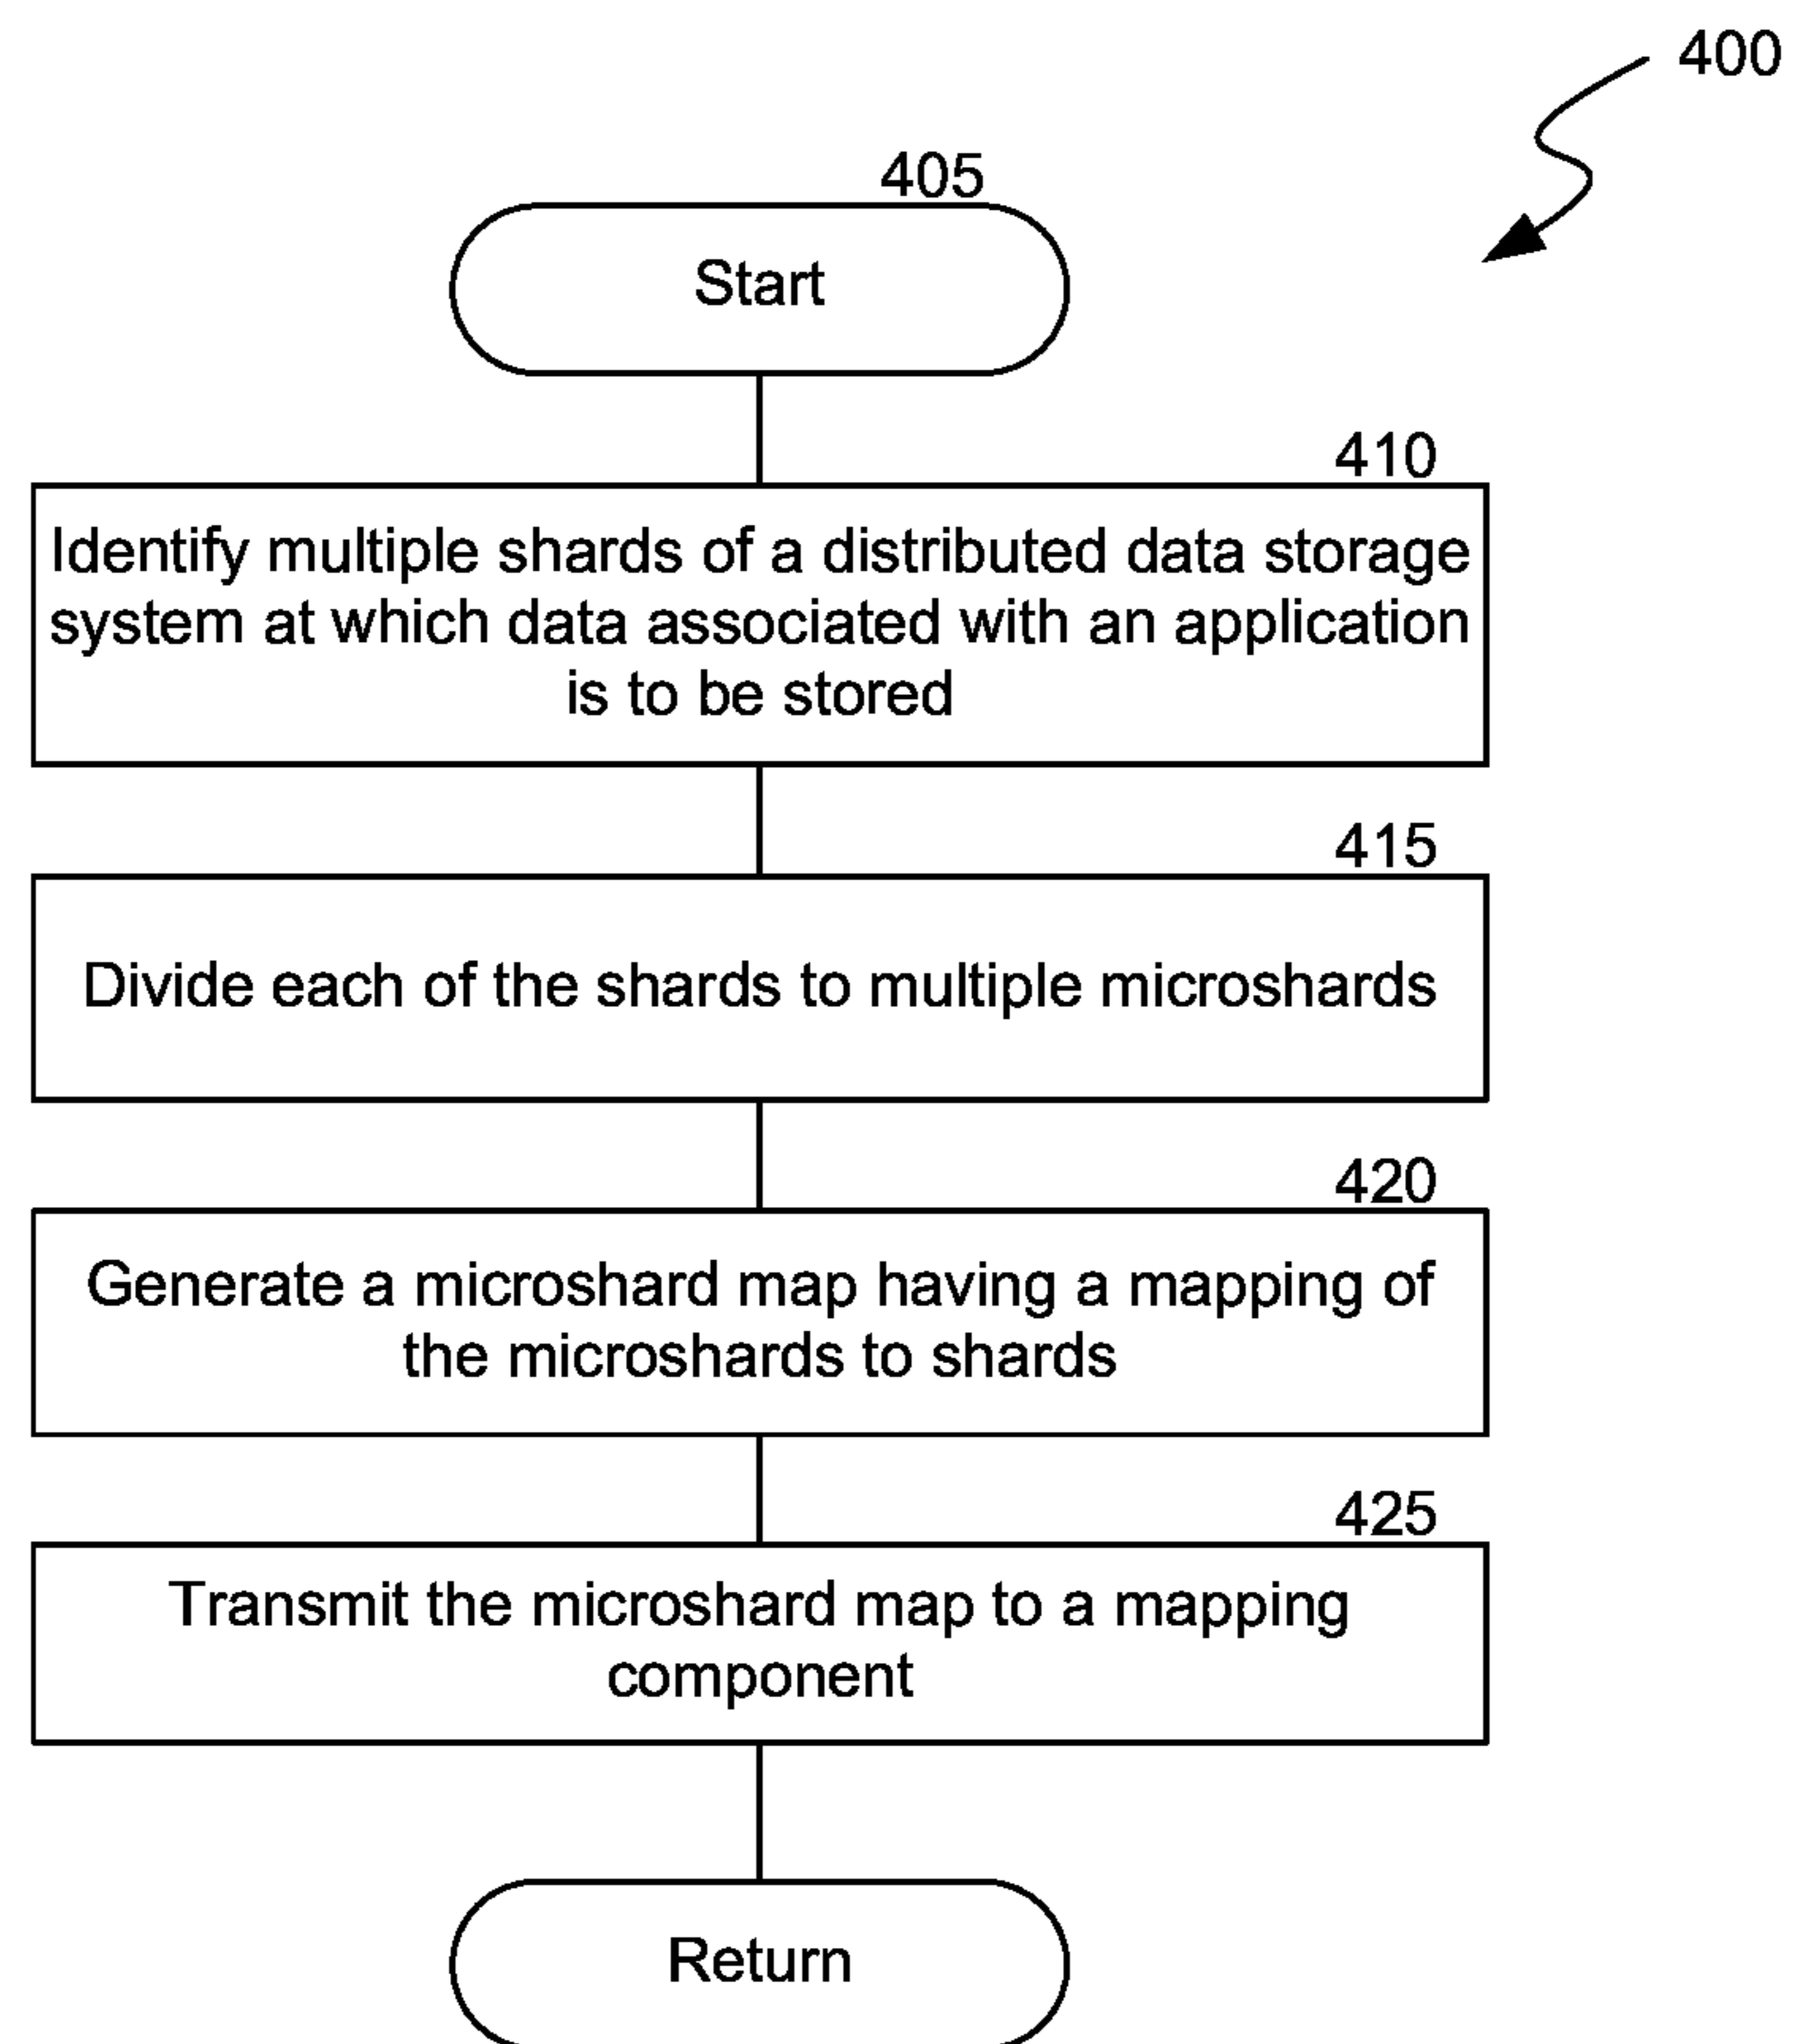 400
405
Start
410
Identify multiple shards of a distributed data storage
system at which data associated with an application
is to be stored
415
Divide each of the shards to multiple microshards
420
Generate a microshard map having a mapping of
the microshards to shards
425
Transmit the microshard map to a mapping
component
Return